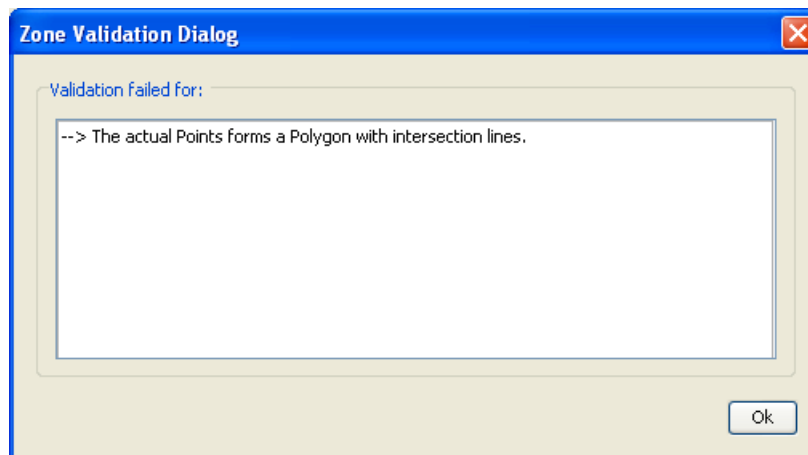 Zone Validation Dialog
Validation failed for:
--> The actual Points forms a Polygon with intersection lines.
Ok